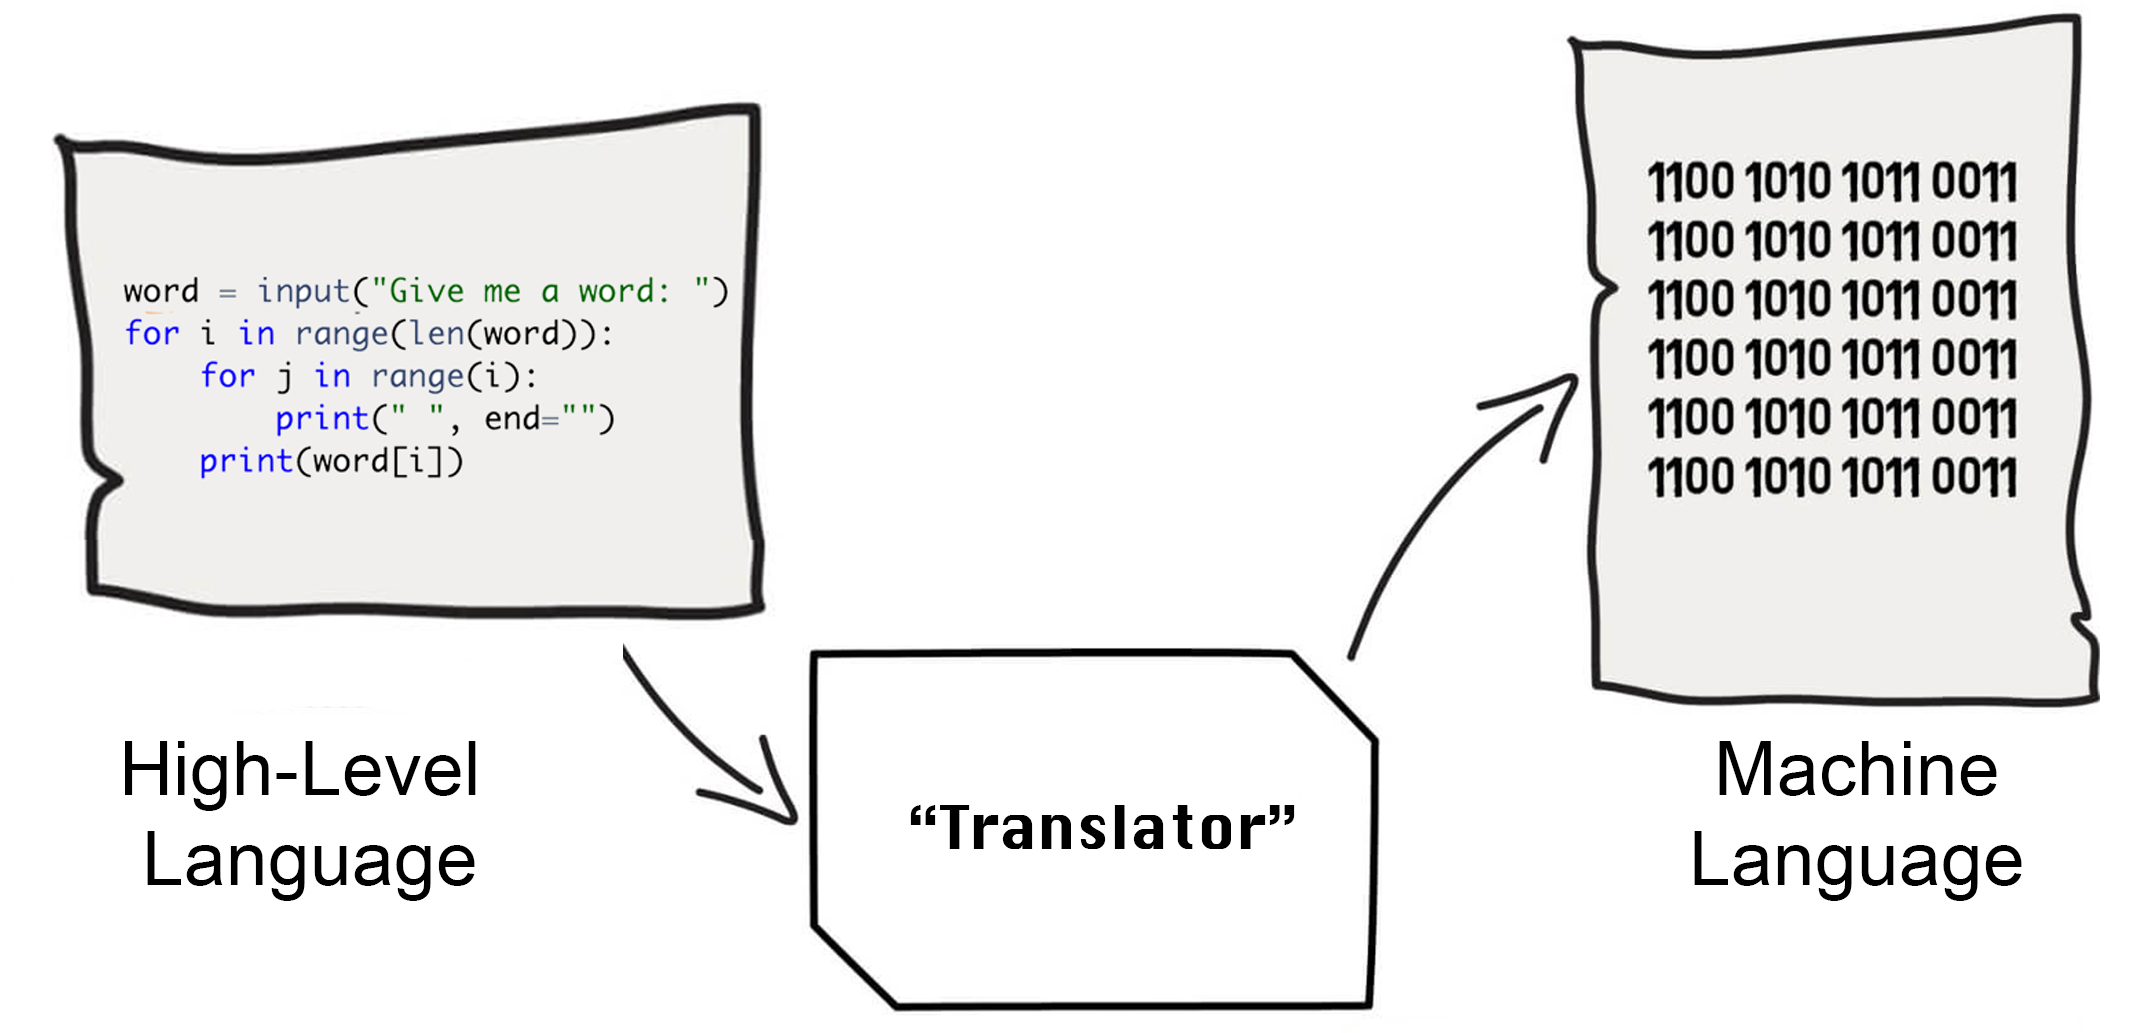 word = input("Give me a word: ")
for i in range(len(word)):
    for j in range(i):
        print(" ", end="")
    print(word[i])
High-Level
Language
“Translator”
1100 1010 1011 0011
1100 1010 1011 0011
1100 1010 1011 0011
1100 1010 1011 0011
1100 1010 1011 0011
1100 1010 1011 0011
Machine
Language